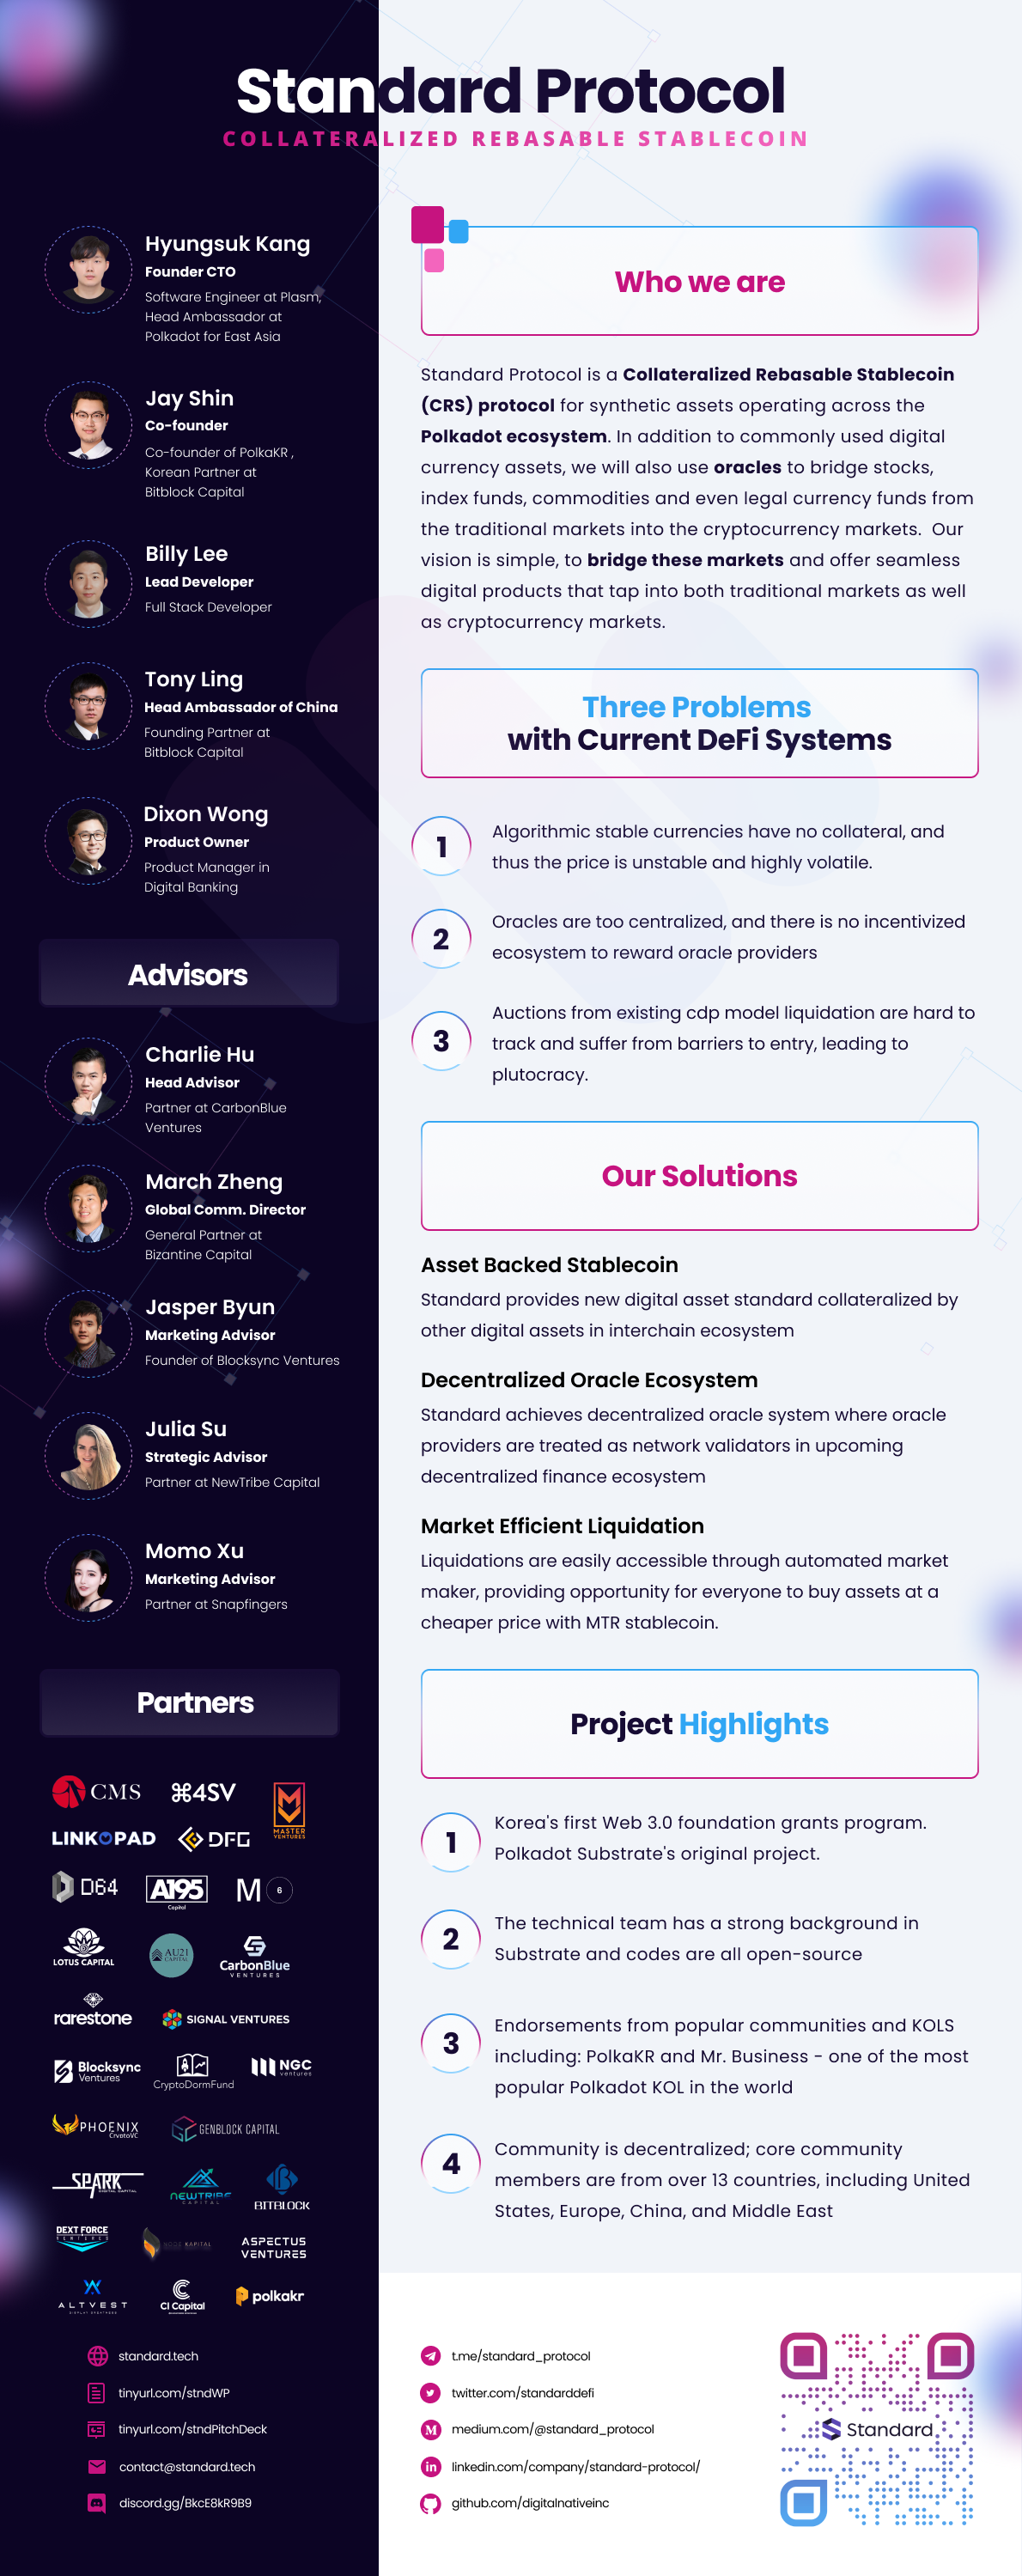 Standard Protocol
COLLATERALIZED REBASABLE STABLECOIN
Hyungsuk Kang
Founder CTO
Software Engineer at Plasm,
Head Ambassador at
Polkadot for East Asia
Jay Shin
Co-founder
Co-founder of PolkaKR ,
Korean Partner at
Bitblock Capital
Billy Lee
Lead Developer
Full Stack Developer
Tony Ling
Head Ambassador of China
Founding Partner at
Bitblock Capital
Dixon Wong
Product Owner
Product Manager in
Digital Banking
Advisors
Charlie Hu
Head Advisor
Partner at CarbonBlue
Ventures
March Zheng
Global Comm. Director
General Partner at
Bizantine Capital
Jasper Byun
Marketing Advisor
Founder of Blocksync Ventures
Julia Su
Strategic Advisor
Partner at NewTribe Capital
Momo Xu
Marketing Advisor
Partner at Snapfingers
Partners
CMS
4SV
MASTER
VENTURES
LINKPAD
DFG
D64
A195
Capital
M 6
LOTUS CAPITAL
AU21
CAPITAL
CarbonBlue
VENTURES
rarestone
SIGNAL VENTURES
Blocksync
Ventures
CryptoDormFund
NGC
ventures
PHOENIX
CryptoVC
GENBLOCK CAPITAL
SPARK
DIGITAL CAPITAL
NEWTRIBE
CAPITAL
BITBLOCK
DEXT FORCE
VENTURES
KAPITAL
ASPECTUS
VENTURES
ALTVEST
CI Capital
polkakr
standard.tech
tinyurl.com/stndWP
tinyurl.com/stndPitchDeck
contact@standard.tech
discord.gg/BkcE8kR9B9
Who we are
Standard Protocol is a Collateralized Rebasable Stablecoin
(CRS) protocol for synthetic assets operating across the
Polkadot ecosystem. In addition to commonly used digital
currency assets, we will also use oracles to bridge stocks,
index funds, commodities and even legal currency funds from
the traditional markets into the cryptocurrency markets. Our
vision is simple, to bridge these markets and offer seamless
digital products that tap into both traditional markets as well
as cryptocurrency markets.
Three Problems
with Current DeFi Systems
1
Algorithmic stable currencies have no collateral, and
thus the price is unstable and highly volatile.
2
Oracles are too centralized, and there is no incentivized
ecosystem to reward oracle providers
3
Auctions from existing cdp model liquidation are hard to
track and suffer from barriers to entry, leading to
plutocracy.
Our Solutions
Asset Backed Stablecoin
Standard provides new digital asset standard collateralized by
other digital assets in interchain ecosystem
Decentralized Oracle Ecosystem
Standard achieves decentralized oracle system where oracle
providers are treated as network validators in upcoming
decentralized finance ecosystem
Market Efficient Liquidation
Liquidations are easily accessible through automated market
maker, providing opportunity for everyone to buy assets at a
cheaper price with MTR stablecoin.
Project Highlights
1
Korea's first Web 3.0 foundation grants program.
Polkadot Substrate's original project.
2
The technical team has a strong background in
Substrate and codes are all open-source
3
Endorsements from popular communities and KOLS
including: PolkaKR and Mr. Business - one of the most
popular Polkadot KOL in the world
4
Community is decentralized; core community
members are from over 13 countries, including United
States, Europe, China, and Middle East
t.me/standard_protocol
twitter.com/standarddefi
medium.com/@standard_protocol
linkedin.com/company/standard-protocol/
github.com/digitalnativeinc
Standard